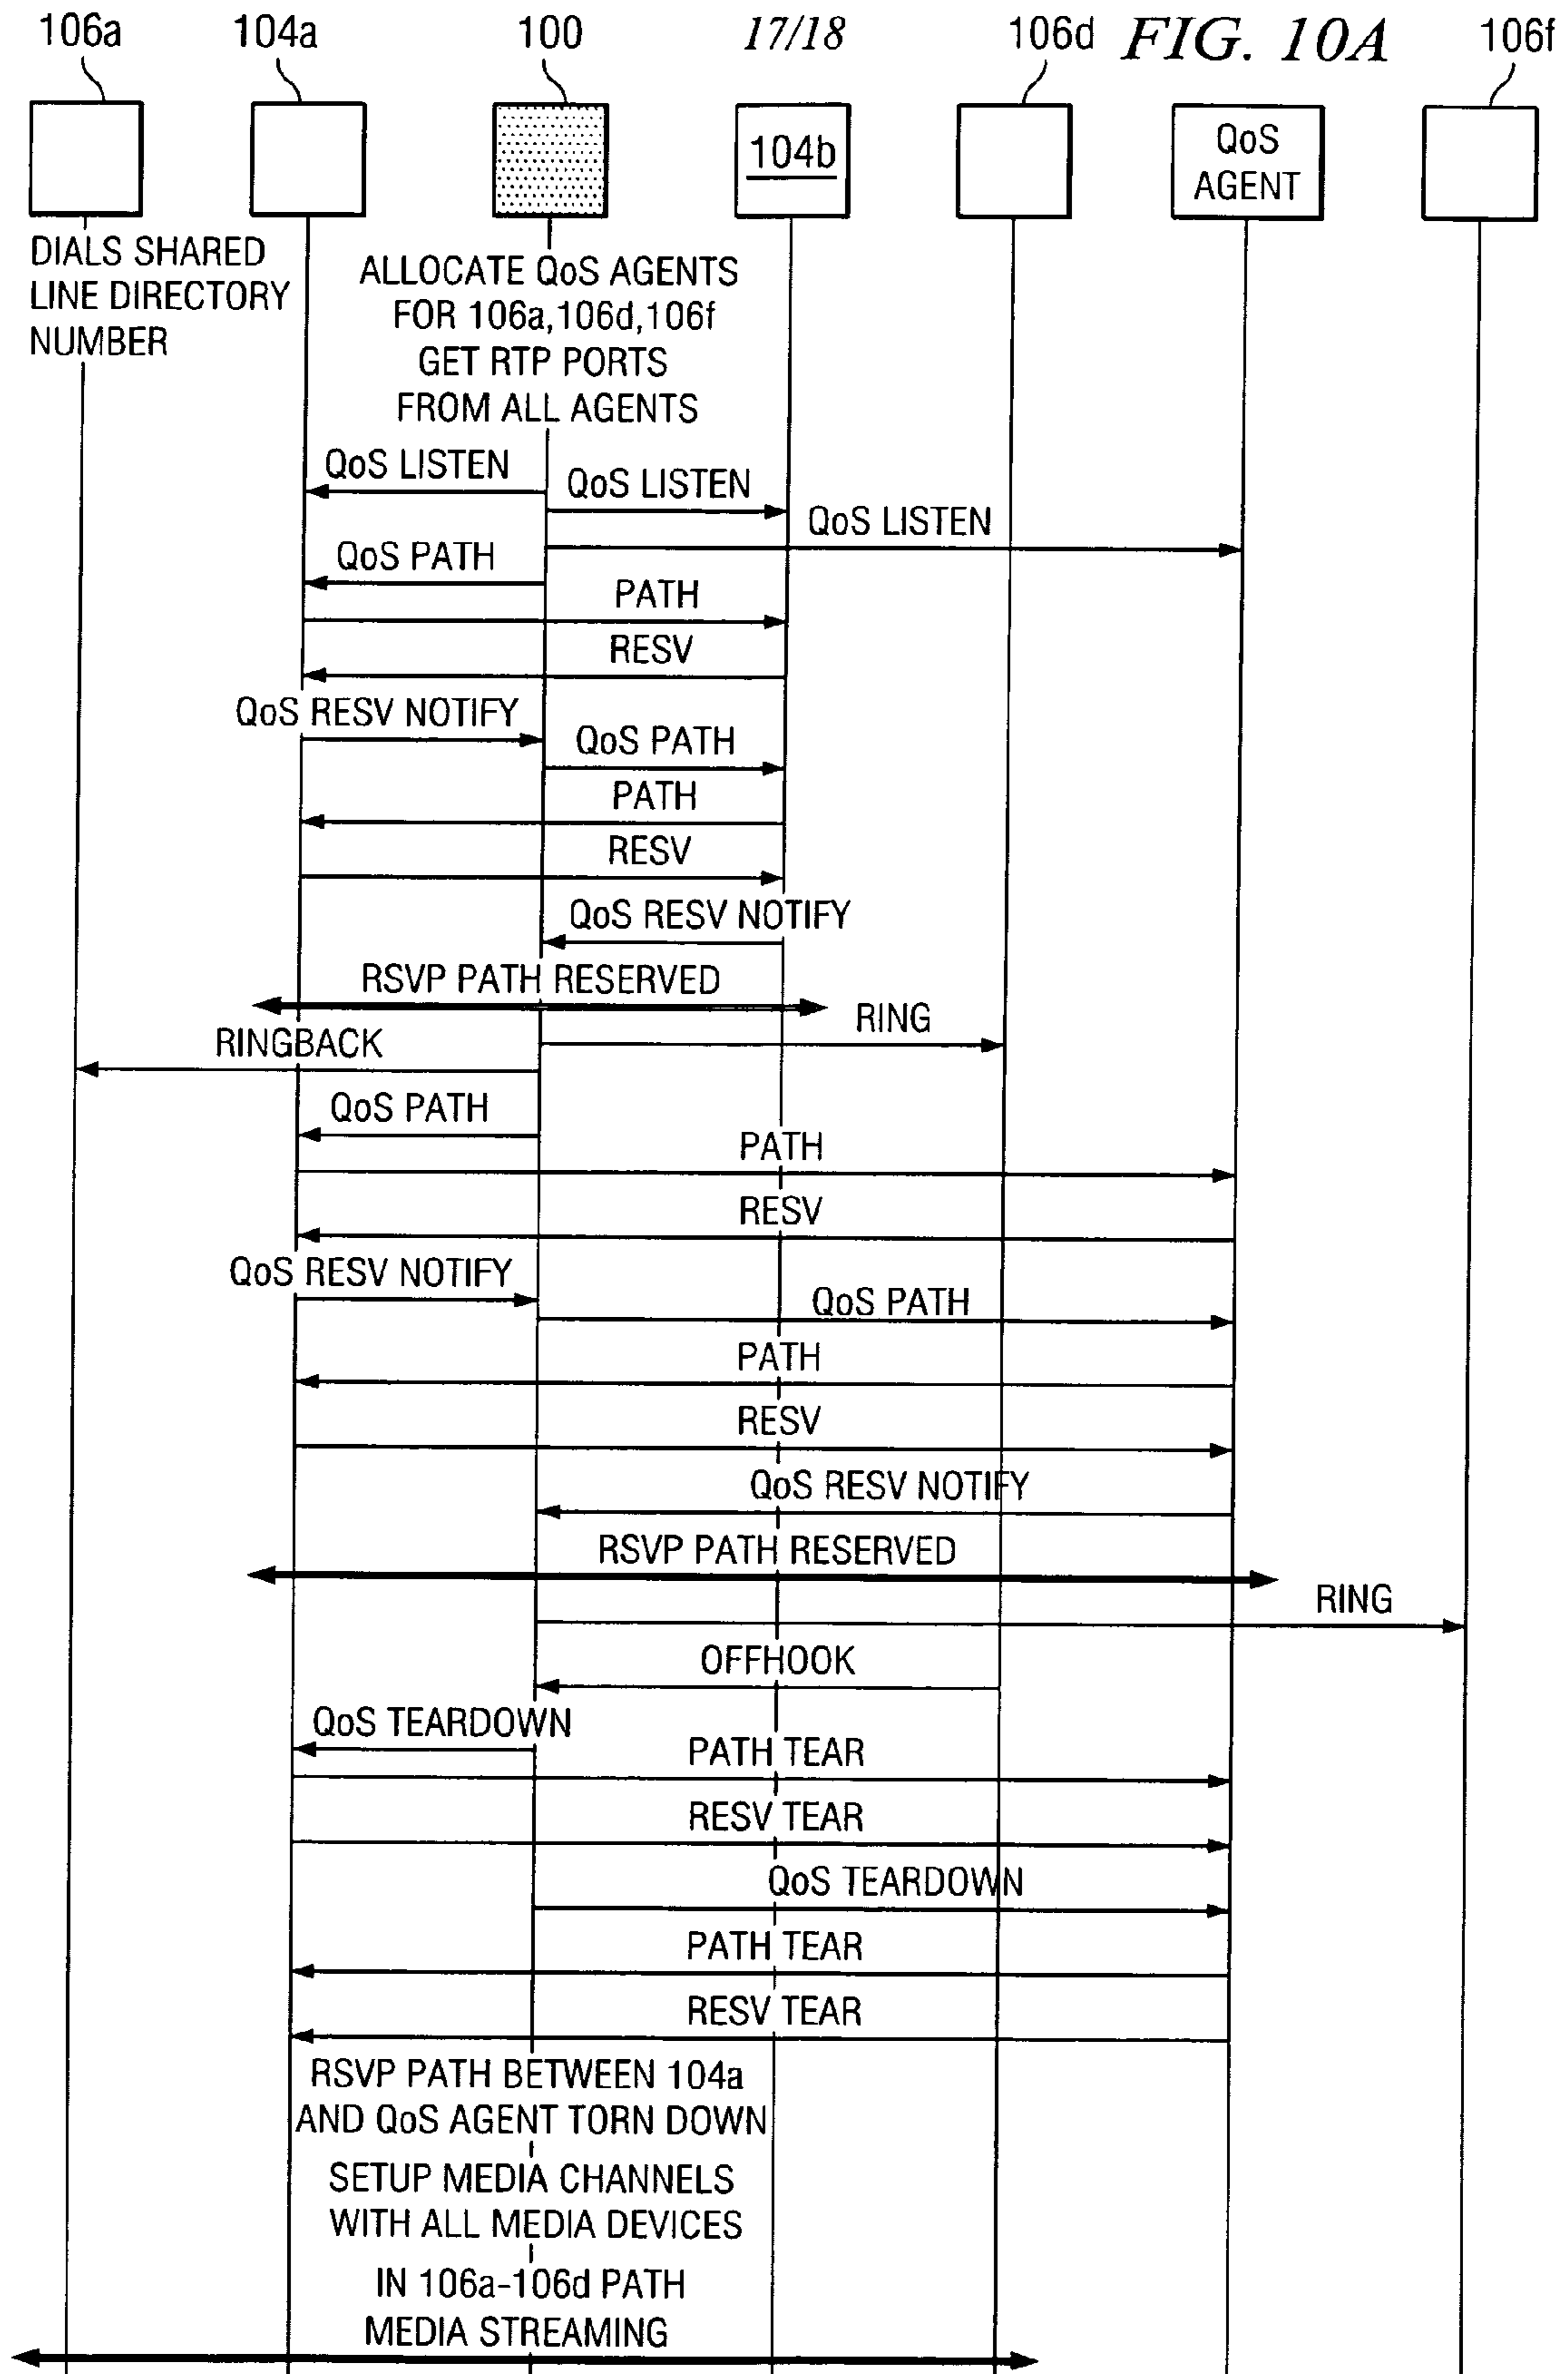 106a 104a 100 17/18 106d FIG. 10A 106f
104b
QoS
AGENT
DIALS SHARED
LINE DIRECTORY
NUMBER
ALLOCATE QoS AGENTS
FOR 106a,106d,106f
GET RTP PORTS
FROM ALL AGENTS
QoS LISTEN
QoS LISTEN
QoS LISTEN
QoS PATH
PATH
RESV
QoS RESV NOTIFY
QoS PATH
PATH
RESV
QoS RESV NOTIFY
RSVP PATH RESERVED
RING
RINGBACK
QoS PATH
PATH
RESV
QoS RESV NOTIFY
QoS PATH
PATH
RESV
QoS RESV NOTIFY
RSVP PATH RESERVED
RING
OFFHOOK
QoS TEARDOWN
PATH TEAR
RESV TEAR
QoS TEARDOWN
PATH TEAR
RESV TEAR
RSVP PATH BETWEEN 104a
AND QoS AGENT TORN DOWN
SETUP MEDIA CHANNELS
WITH ALL MEDIA DEVICES
IN 106a-106d PATH
MEDIA STREAMING